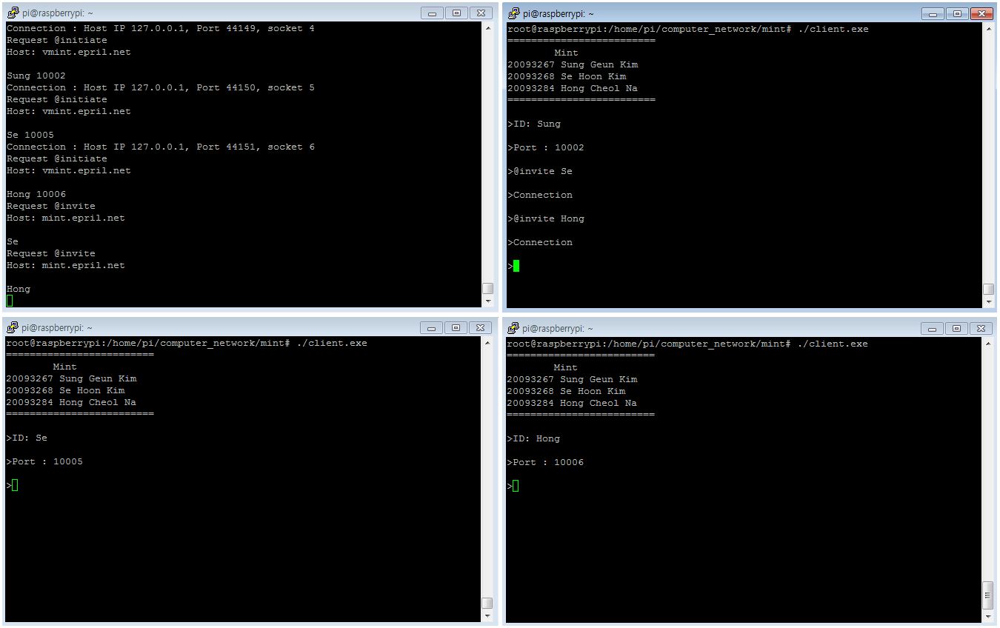 pi@raspberrypi: ~
Connection : Host IP 127.0.0.1, Port 44149, socket 4
Request @initiate
Host: vmint.epril.net
Sung 10002
Connection : Host IP 127.0.0.1, Port 44150, socket 5
Request @initiate
Host: vmint.epril.net
Se 10005
Connection : Host IP 127.0.0.1, Port 44151, socket 6
Request @initiate
Host: vmint.epril.net
Hong 10006
Request @invite
Host: mint.epril.net
Se
Request @invite
Host: mint.epril.net
Hong
pi@raspberrypi: ~
root@raspberrypi:/home/pi/computer_network/mint# ./client.exe
=========================
Mint
20093267 Sung Geun Kim
20093268 Se Hoon Kim
20093284 Hong Cheol Na
=========================
>ID: Sung
>Port : 10002
>@invite Se
>Connection
>@invite Hong
>Connection
>
pi@raspberrypi: ~
root@raspberrypi:/home/pi/computer_network/mint# ./client.exe
=========================
Mint
20093267 Sung Geun Kim
20093268 Se Hoon Kim
20093284 Hong Cheol Na
=========================
>ID: Se
>Port : 10005
>
pi@raspberrypi: ~
root@raspberrypi:/home/pi/computer_network/mint# ./client.exe
=========================
Mint
20093267 Sung Geun Kim
20093268 Se Hoon Kim
20093284 Hong Cheol Na
=========================
>ID: Hong
>Port : 10006
>